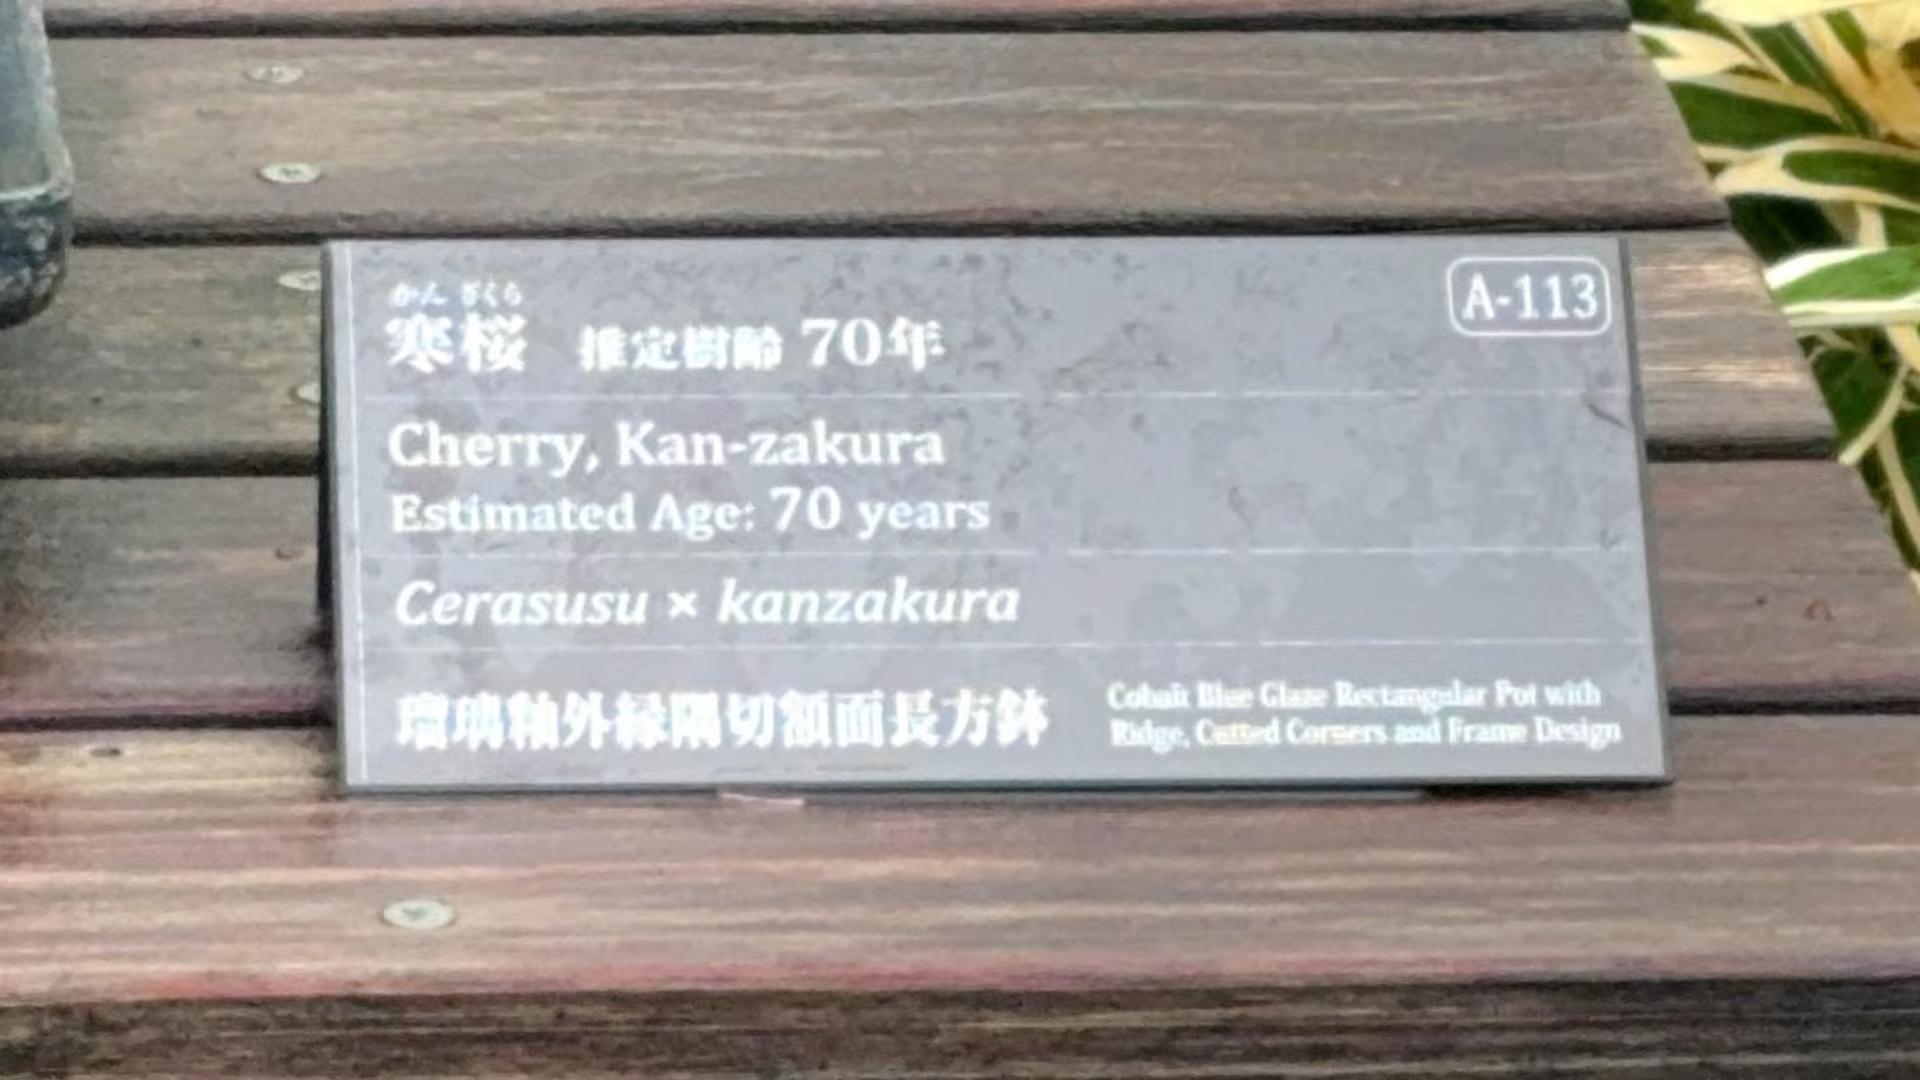 かん ざくら
寒桜 推定樹齢 70年
A-113
Cherry, Kan-zakura
Estimated Age: 70 years
Cerasusu × kanzakura
瑠璃釉外縁隅切額面長方鉢
Cobalt Blue Glaze Rectangular Pot with
Ridge, Cutted Corners and Frame Design